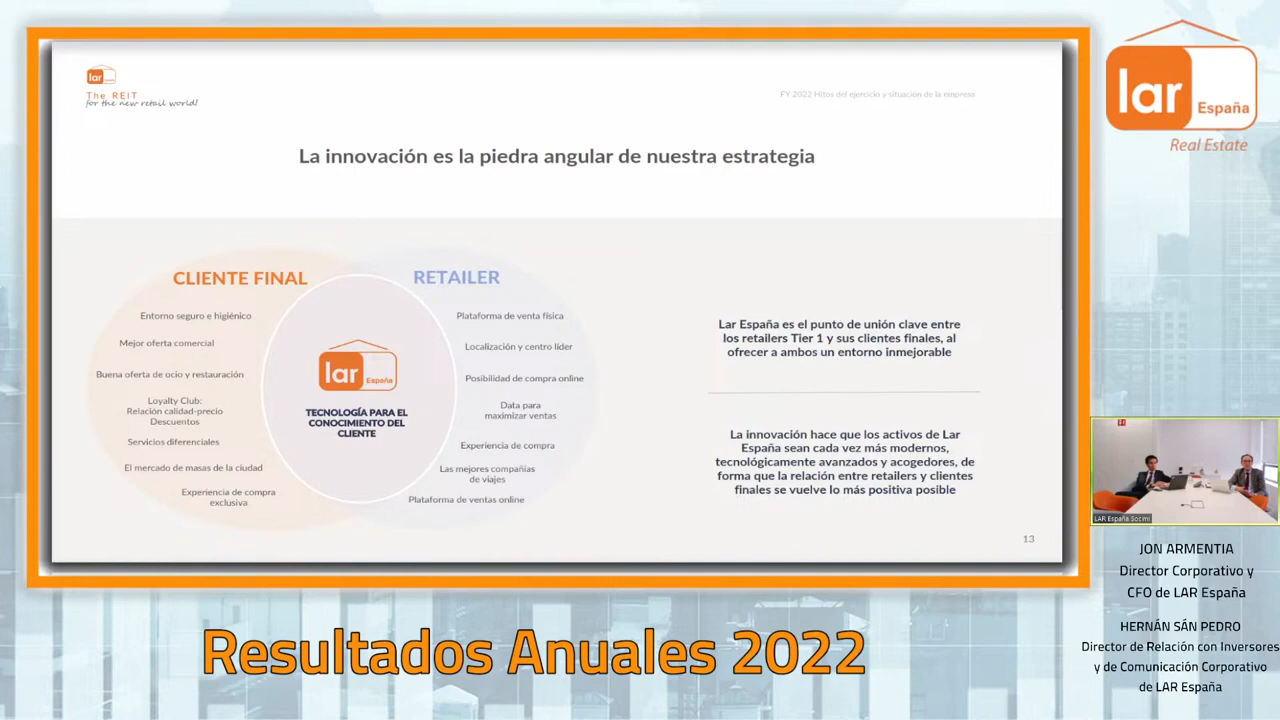 lar
The REIT
for the new retail world!
FY 2022 Hitos del ejercicio y situación de la empresa
La innovación es la piedra angular de nuestra estrategia
CLIENTE FINAL
Entorno seguro e higiénico
Mejor oferta comercial
Buena oferta de ocio y restauración
Loyalty Club:
Relación calidad-precio
Descuentos
Servicios diferenciales
El mercado de masas de la ciudad
Experiencia de compra
exclusiva
lar
España
TECNOLOGÍA PARA EL
CONOCIMIENTO DEL
CLIENTE
RETAILER
Plataforma de venta física
Localización y centro líder
Posibilidad de compra online
Data para
maximizar ventas
Experiencia de compra
Las mejores compañías
de viajes
Plataforma de ventas online
Lar España es el punto de unión clave entre
los retailers Tier 1 y sus clientes finales, al
ofrecer a ambos un entorno inmejorable
La innovación hace que los activos de Lar
España sean cada vez más modernos,
tecnológicamente avanzados y acogedores, de
forma que la relación entre retailers y clientes
finales se vuelve lo más positiva posible
13
lar
España
Real Estate
LAR España Socimi
JON ARMENTIA
Director Corporativo y
CFO de LAR España
HERNÁN SÁN PEDRO
Director de Relación con Inversores
y de Comunicación Corporativo
de LAR España
Resultados Anuales 2022